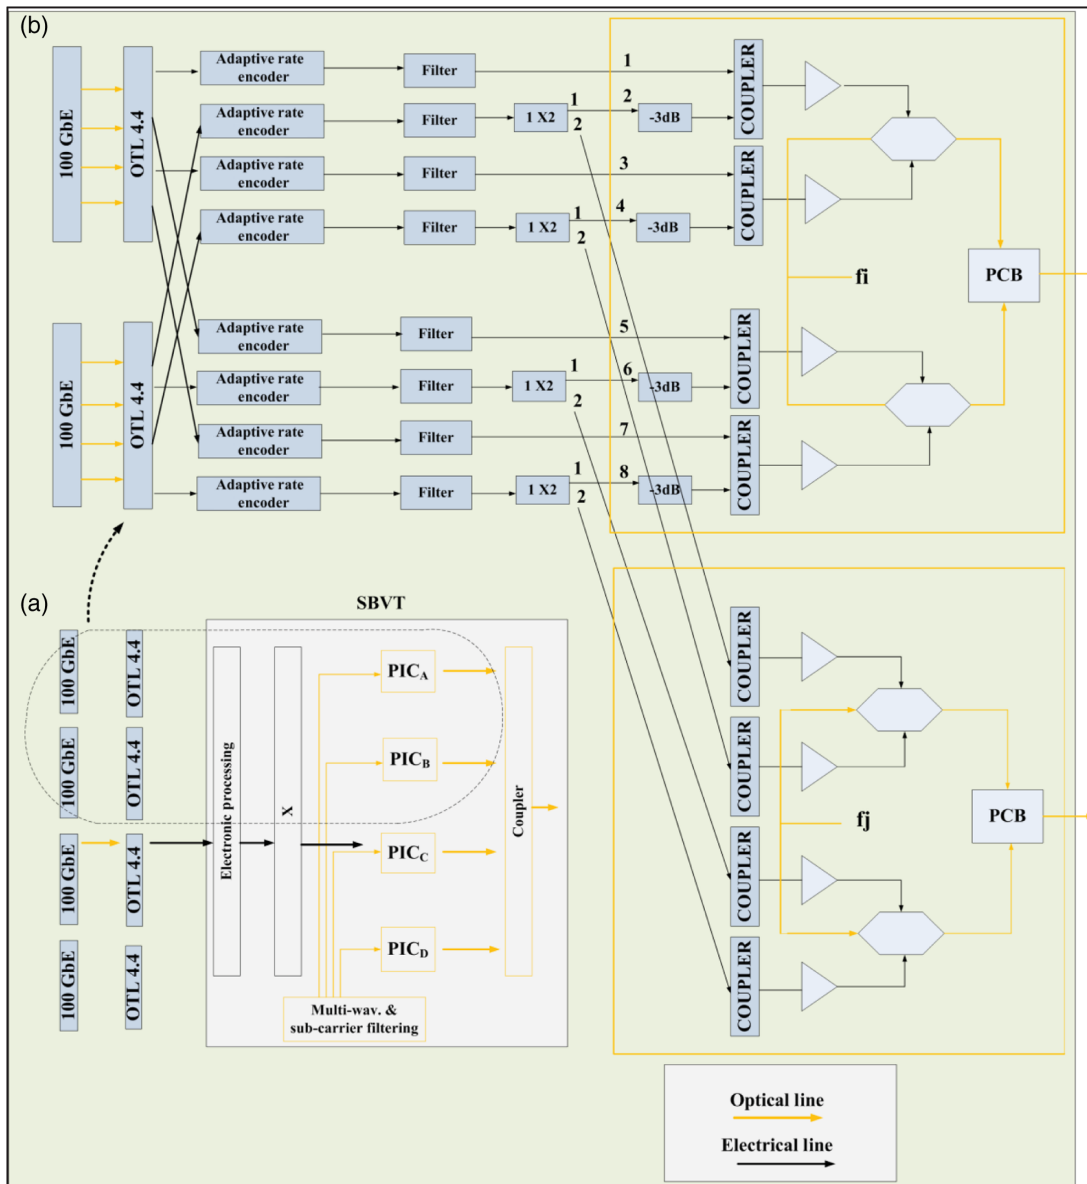 (b)
100 GbE
OTL 4.4
Adaptive rate
encoder
Filter
1
COUPLER
Adaptive rate
encoder
Filter
1 X2
1
2
2
-3dB
Adaptive rate
encoder
Filter
3
COUPLER
Adaptive rate
encoder
Filter
1 X2
1
2
4
-3dB
fi
PCB
100 GbE
OTL 4.4
Adaptive rate
encoder
Filter
5
COUPLER
Adaptive rate
encoder
Filter
1 X2
1
2
6
-3dB
Adaptive rate
encoder
Filter
7
COUPLER
Adaptive rate
encoder
Filter
1 X2
1
2
8
-3dB
(a)
SBVT
100 GbE
OTL 4.4
100 GbE
OTL 4.4
100 GbE
OTL 4.4
100 GbE
OTL 4.4
Electronic processing
X
PICA
PICB
PICC
PICD
Coupler
Multi-wav. &
sub-carrier filtering
COUPLER
COUPLER
COUPLER
COUPLER
fj
PCB
Optical line
Electrical line